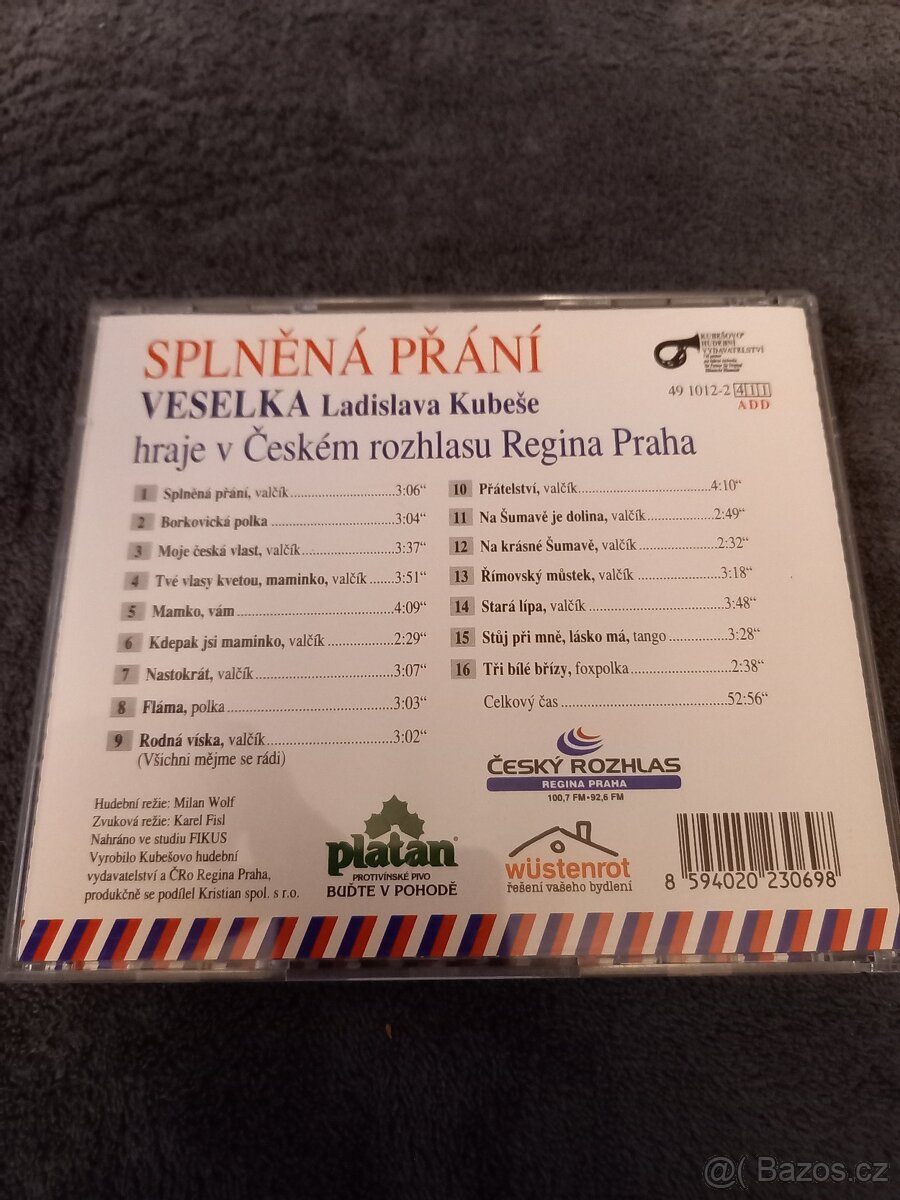 SPLNĚNÁ PŘÁNÍ
VESELKA Ladislava Kubeše
hraje v Českém rozhlasu Regina Praha
KUBEŠOVO
HUDEBNÍ
VYDAVATELSTVÍ
49 1012-2 4 1 1
ADD
1 Splněná přání, valčík 3:06“
2 Borkovická polka 3:04“
3 Moje česká vlast, valčík 3:37“
4 Tvé vlasy kvetou, maminko, valčík 3:51“
5 Mamko, vám 4:09“
6 Kdepak jsi maminko, valčík 2:29“
7 Nastokrát, valčík 3:07“
8 Fláma, polka 3:03“
9 Rodná víska, valčík 3:02“
(Všichni mějme se rádi)
10 Přátelství, valčík 4:10“
11 Na Šumavě je dolina, valčík 2:49“
12 Na krásné Šumavě, valčík 2:32“
13 Římovský můstek, valčík 3:18“
14 Stará lípa, valčík 3:48“
15 Stůj při mně, lásko má, tango 3:28“
16 Tři bílé břízy, foxpolka 2:38“
Celkový čas 52:56“
ČESKÝ ROZHLAS
REGINA PRAHA
100,7 FM • 92,6 FM
Hudební režie: Milan Wolf
Zvuková režie: Karel Fisl
Nahráno ve studiu FIKUS
Vyrobilo Kubešovo hudební
vydavatelství a ČRo Regina Praha,
produkčně se podílel Kristian spol. s r.o.
platan
PROTIVÍNSKÉ PIVO
BUĎTE V POHODĚ
wüstenrot
řešení vašeho bydlení
8 594020 230698
@( Bazos.cz